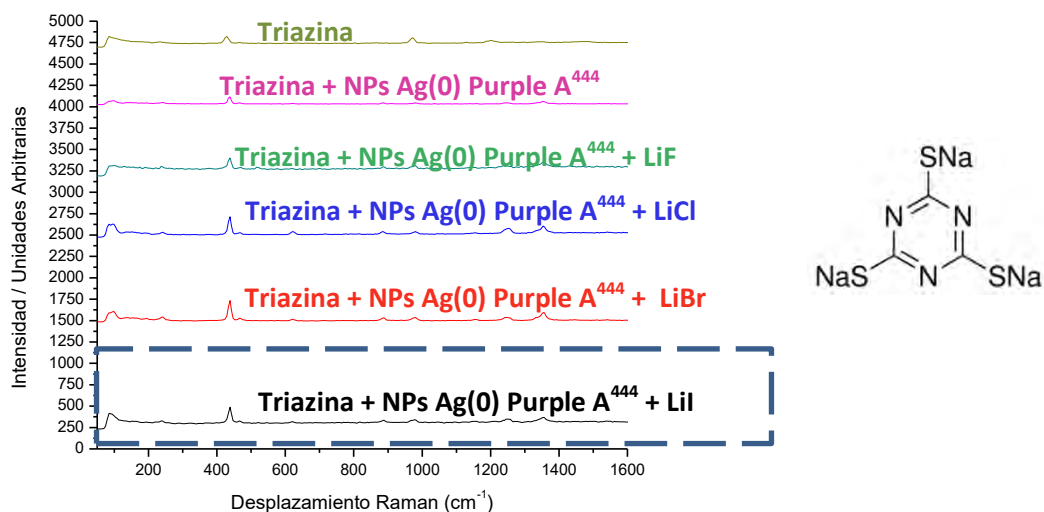 5000
4750
4500
4250
4000
3750
3500
3250
3000
2750
2500
2250
2000
1750
1500
1250
1000
750
500
250
0
Intensidad / Unidades Arbitrarias
Triazina
Triazina + NPs Ag(0) Purple A⁴⁴⁴
Triazina + NPs Ag(0) Purple A⁴⁴⁴ + LiF
Triazina + NPs Ag(0) Purple A⁴⁴⁴ + LiCl
Triazina + NPs Ag(0) Purple A⁴⁴⁴ + LiBr
Triazina + NPs Ag(0) Purple A⁴⁴⁴ + LiI
200 400 600 800 1000 1200 1400 1600
Desplazamiento Raman (cm⁻¹)
SNa
N N
NaS N SNa